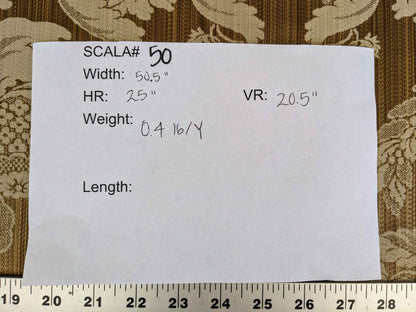 SCALA# 50
Width: 50.5"
HR: 25" VR: 20.5"
Weight: 0.4 lb/Y
Length:
19 20 21 22 23 24 25 26 27 28